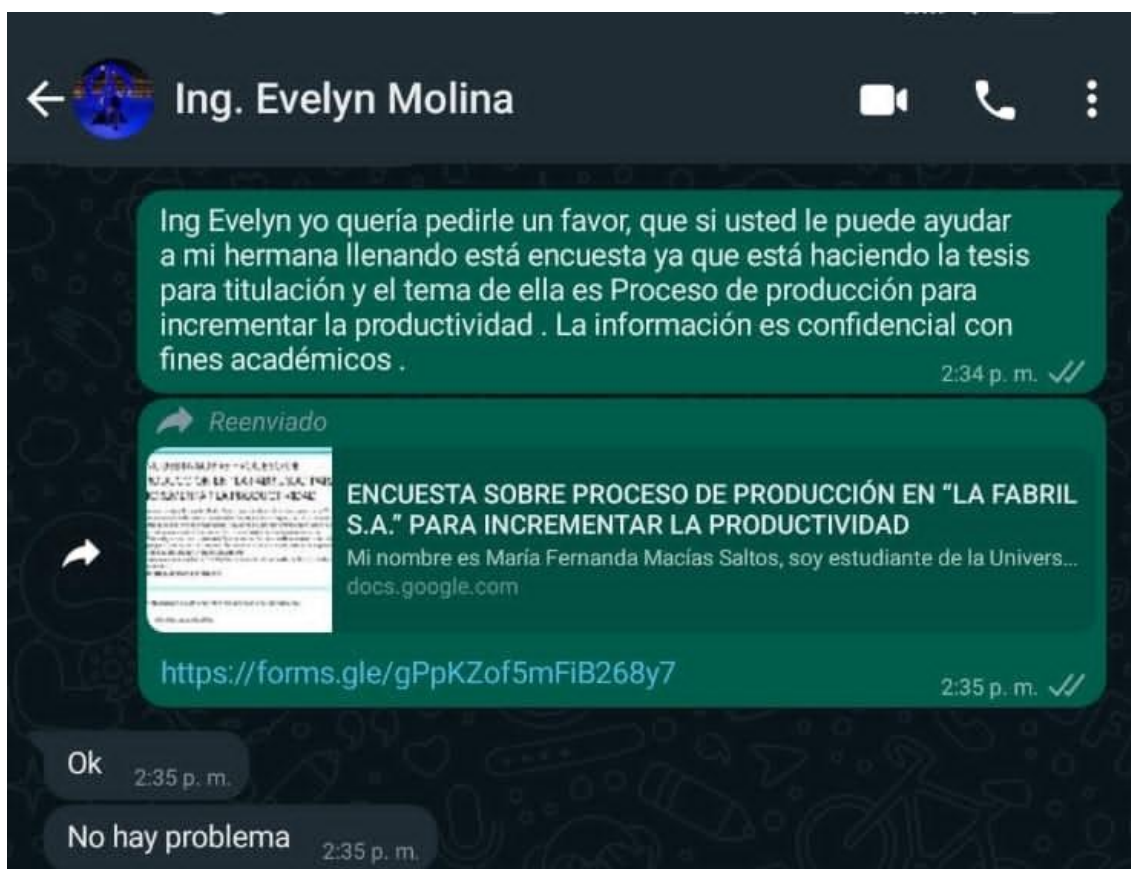 Ing. Evelyn Molina
Ing Evelyn yo quería pedirle un favor, que si usted le puede ayudar
a mi hermana llenando está encuesta ya que está haciendo la tesis
para titulación y el tema de ella es Proceso de producción para
incrementar la productividad . La información es confidencial con
fines académicos .
2:34 p. m.
Reenviado
ENCUESTA SOBRE PROCESO DE PRODUCCIÓN EN “LA FABRIL
S.A.” PARA INCREMENTAR LA PRODUCTIVIDAD
Mi nombre es María Fernanda Macías Saltos, soy estudiante de la Univers...
docs.google.com
https://forms.gle/gPpKZof5mFiB268y7
2:35 p. m.
Ok 2:35 p. m.
No hay problema 2:35 p. m.